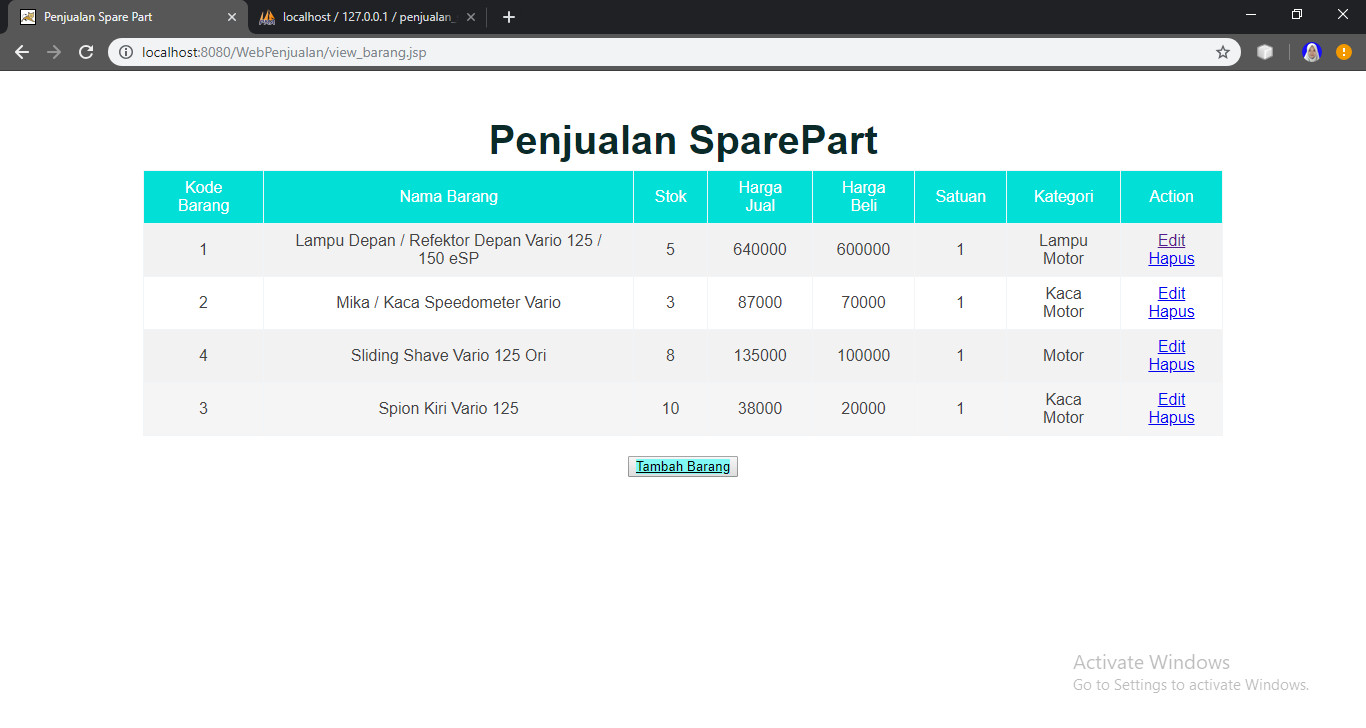 Penjualan Spare Part
localhost / 127.0.0.1 / penjualan_
localhost:8080/WebPenjualan/view_barang.jsp
Penjualan SparePart
Kode Barang Nama Barang Stok Harga Jual Harga Beli Satuan Kategori Action
1 Lampu Depan / Refektor Depan Vario 125 / 150 eSP 5 640000 600000 1 Lampu Motor Edit Hapus
2 Mika / Kaca Speedometer Vario 3 87000 70000 1 Kaca Motor Edit Hapus
4 Sliding Shave Vario 125 Ori 8 135000 100000 1 Motor Edit Hapus
3 Spion Kiri Vario 125 10 38000 20000 1 Kaca Motor Edit Hapus
Tambah Barang
Activate Windows
Go to Settings to activate Windows.